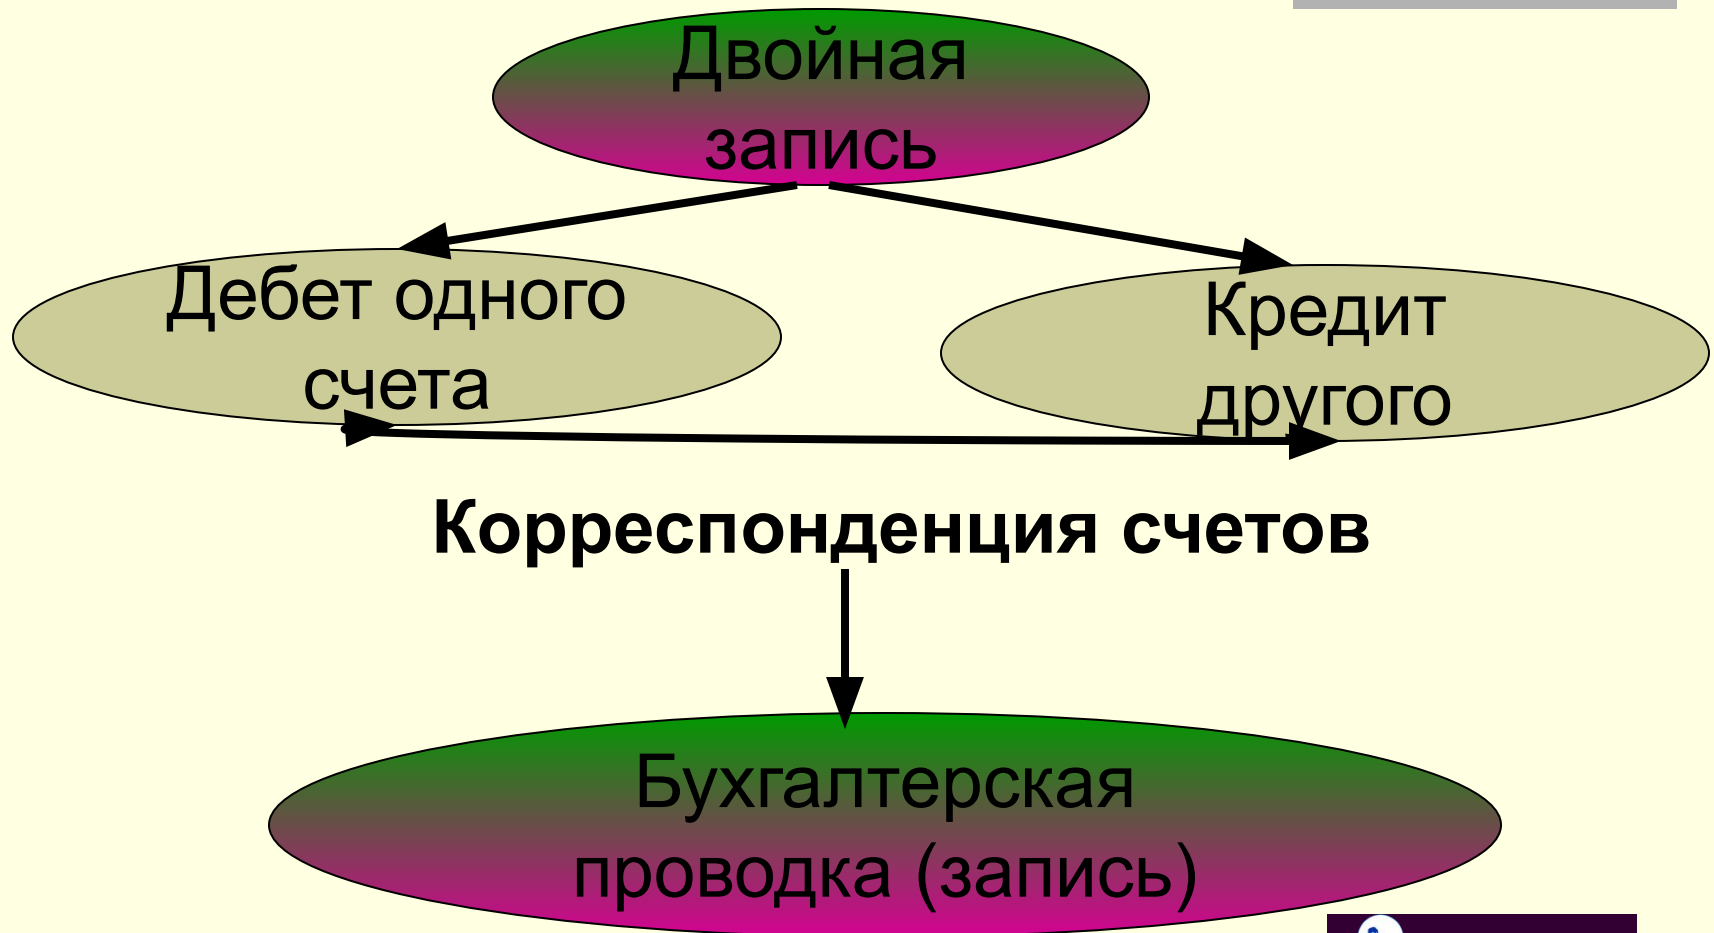 Двойная
запись
Дебет одного
счета
Кредит
другого
Корреспонденция счетов
Бухгалтерская
проводка (запись)